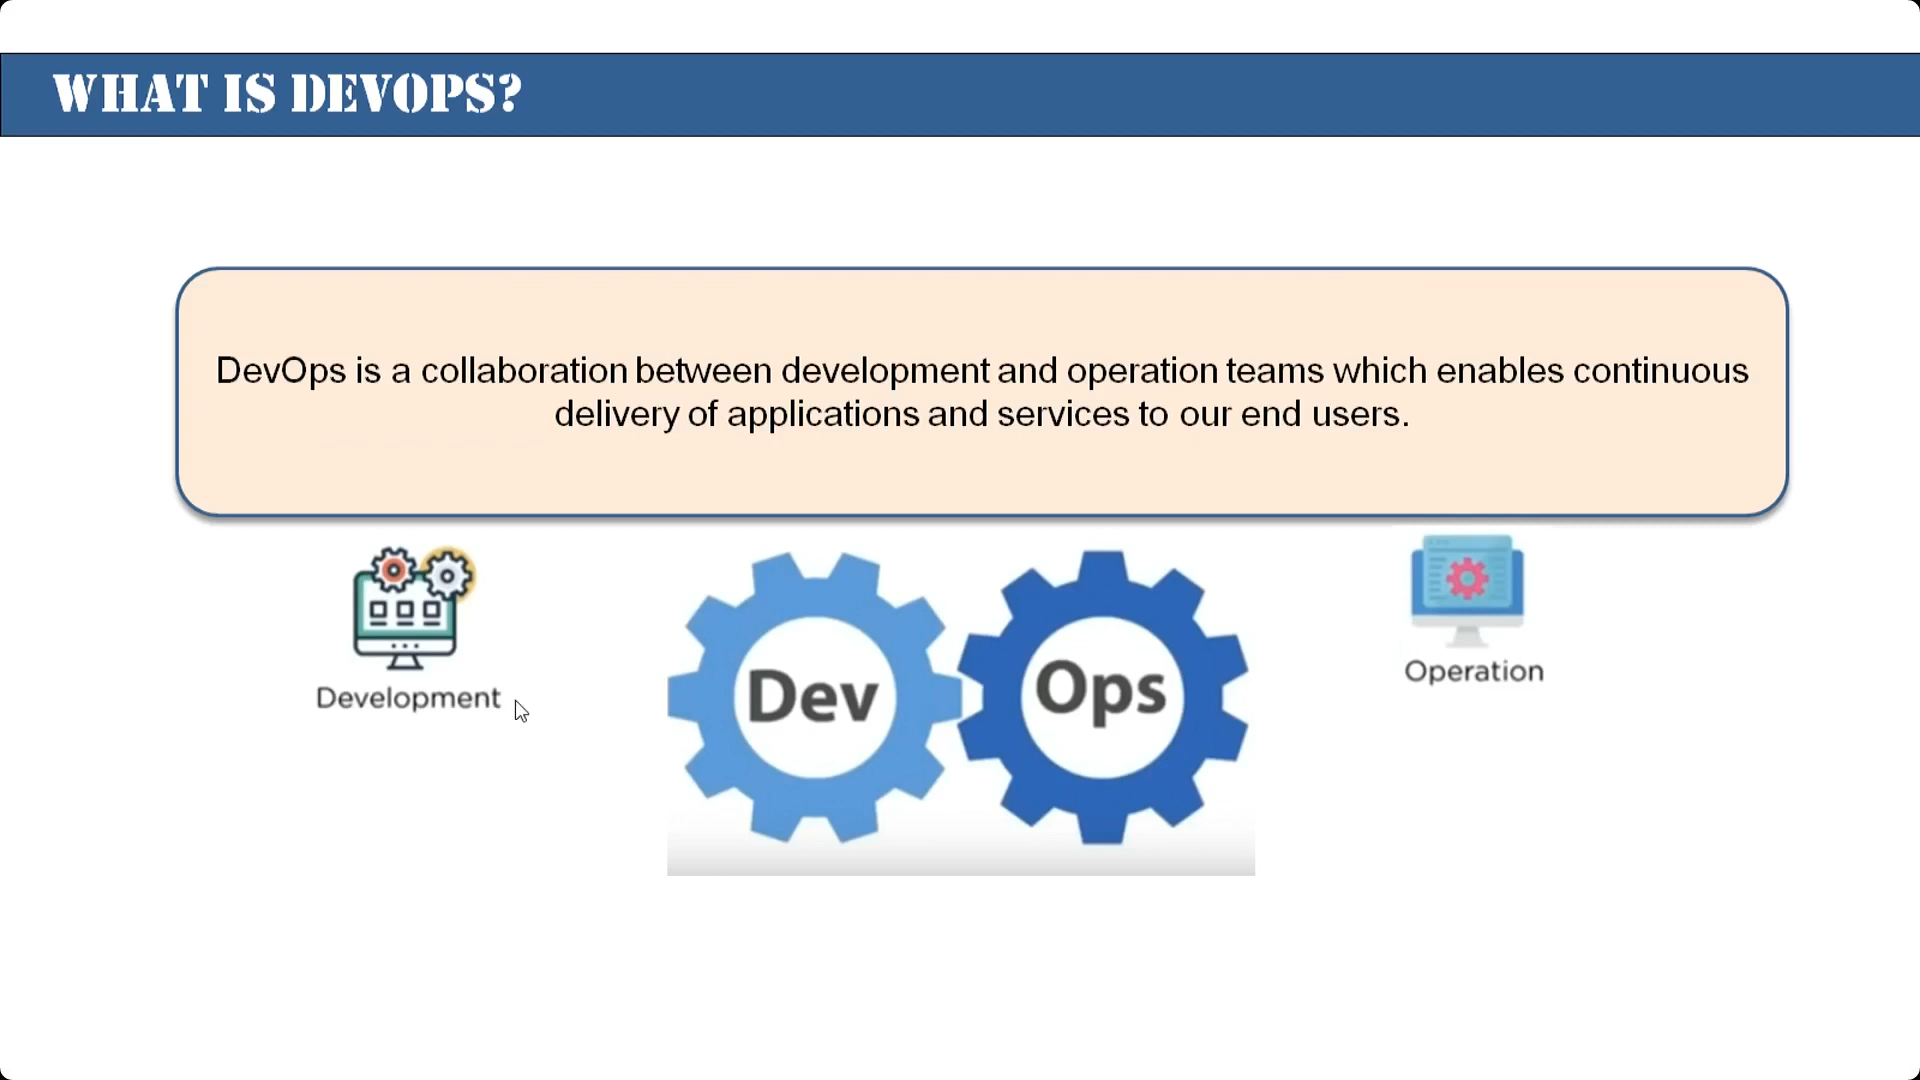 WHAT IS DEVOPS?
DevOps is a collaboration between development and operation teams which enables continuous
delivery of applications and services to our end users.
Development
Dev
Ops
Operation